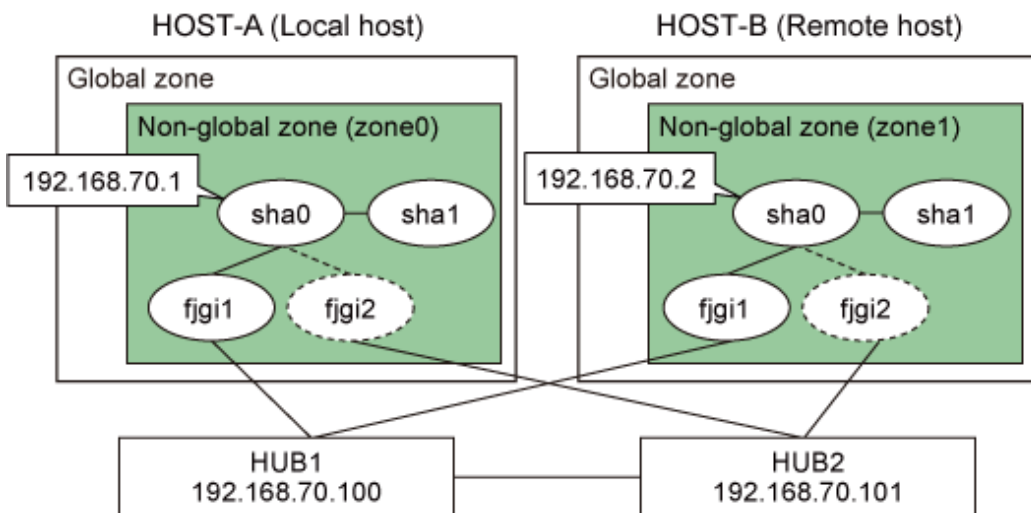 HOST-A (Local host)
HOST-B (Remote host)
Global zone
Non-global zone (zone0)
192.168.70.1
sha0
sha1
fjgi1
fjgi2
Global zone
Non-global zone (zone1)
192.168.70.2
sha0
sha1
fjgi1
fjgi2
HUB1
192.168.70.100
HUB2
192.168.70.101